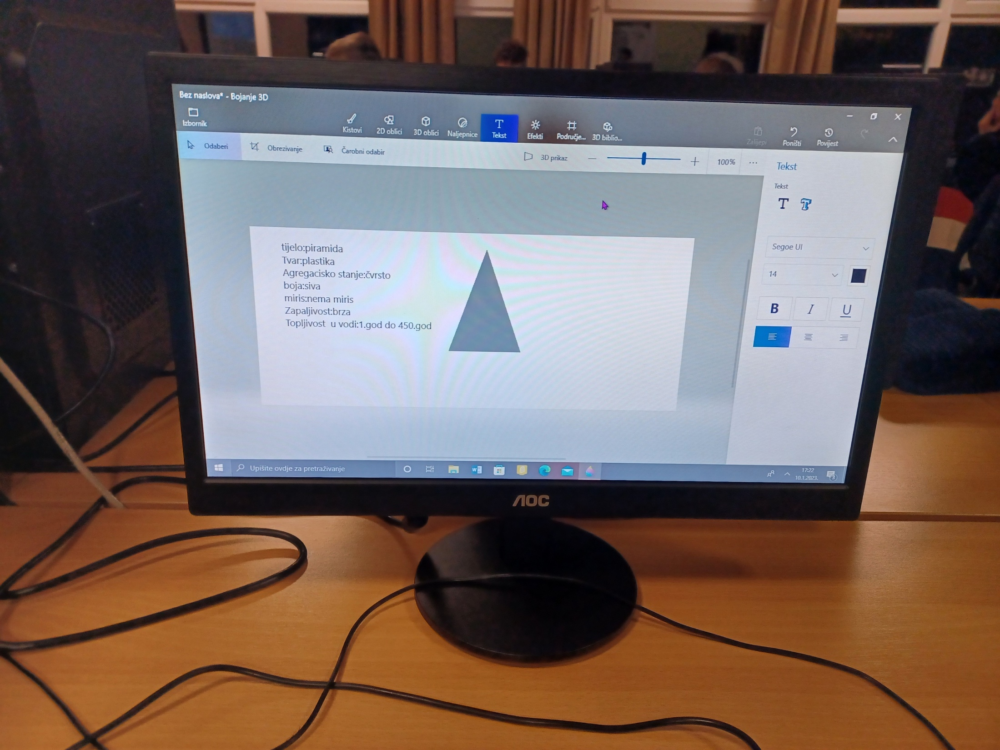 Bez naslova* - Bojanje 3D
Izbornik
Kistovi
2D oblici
3D oblici
Naljepnice
Tekst
Efekti
Područje...
3D biblio...
Zalijepi
Poništi
Povijest
Odaberi
Obrezivanje
Čarobni odabir
3D prikaz
100%
Tekst
Tekst
Segoe UI
14
B I U
tijelo:piramida
Tvar:plastika
Agregacisko stanje:čvrsto
boja:siva
miris:nema miris
Zapaljivost:brza
Topljivost u vodi:1.god do 450.god
Upišite ovdje za pretraživanje
17:22
10.1.2023.
3
AOC